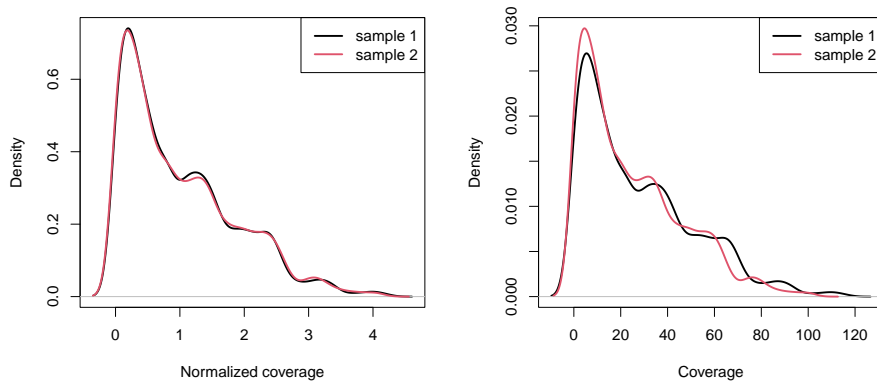 sample 1
sample 2
Density
0.0
0.2
0.4
0.6
0 1 2 3 4
Normalized coverage
sample 1
sample 2
Density
0.000
0.010
0.020
0.030
0 20 40 60 80 100 120
Coverage